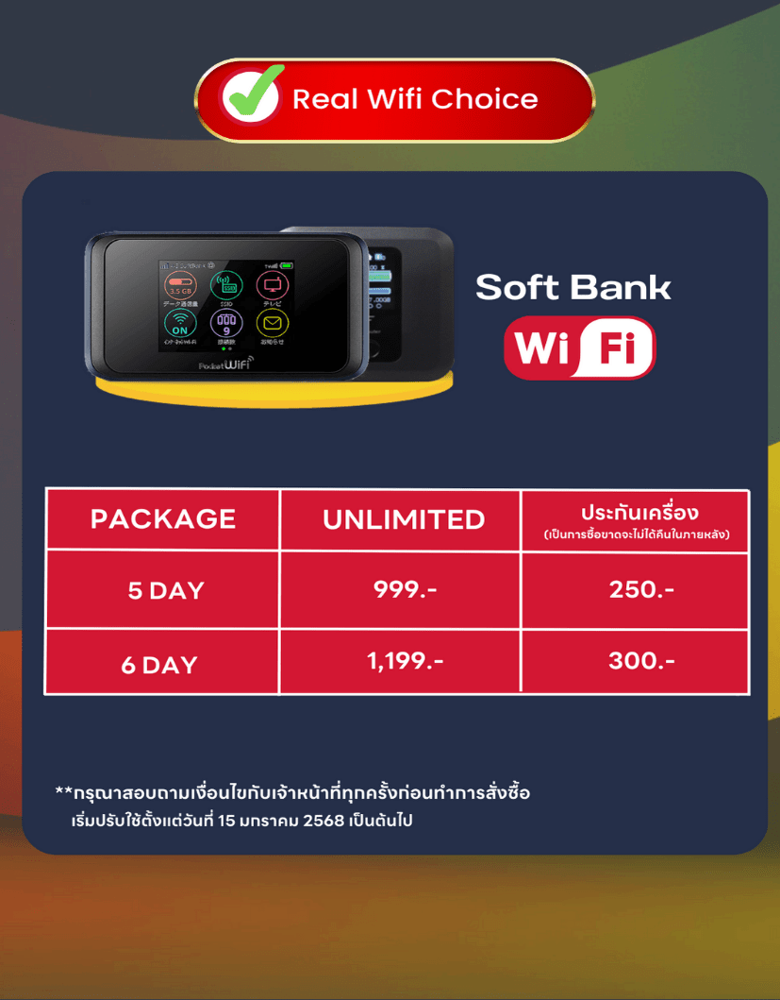 Real Wifi Choice
3.5 GB
SSID
データ通信量
SSID
テレビ
ON
9
お知らせ
Pocket WiFi
Soft Bank
Wi Fi
PACKAGE
UNLIMITED
ประกันเครื่อง
(เป็นการซื้อขาดจะไม่ได้คืนในภายหลัง)
5 DAY
999.-
250.-
6 DAY
1,199.-
300.-
**กรุณาสอบถามเงื่อนไขกับเจ้าหน้าที่ทุกครั้งก่อนทำการสั่งซื้อ
เริ่มปรับใช้ตั้งแต่วันที่ 15 มกราคม 2568 เป็นต้นไป